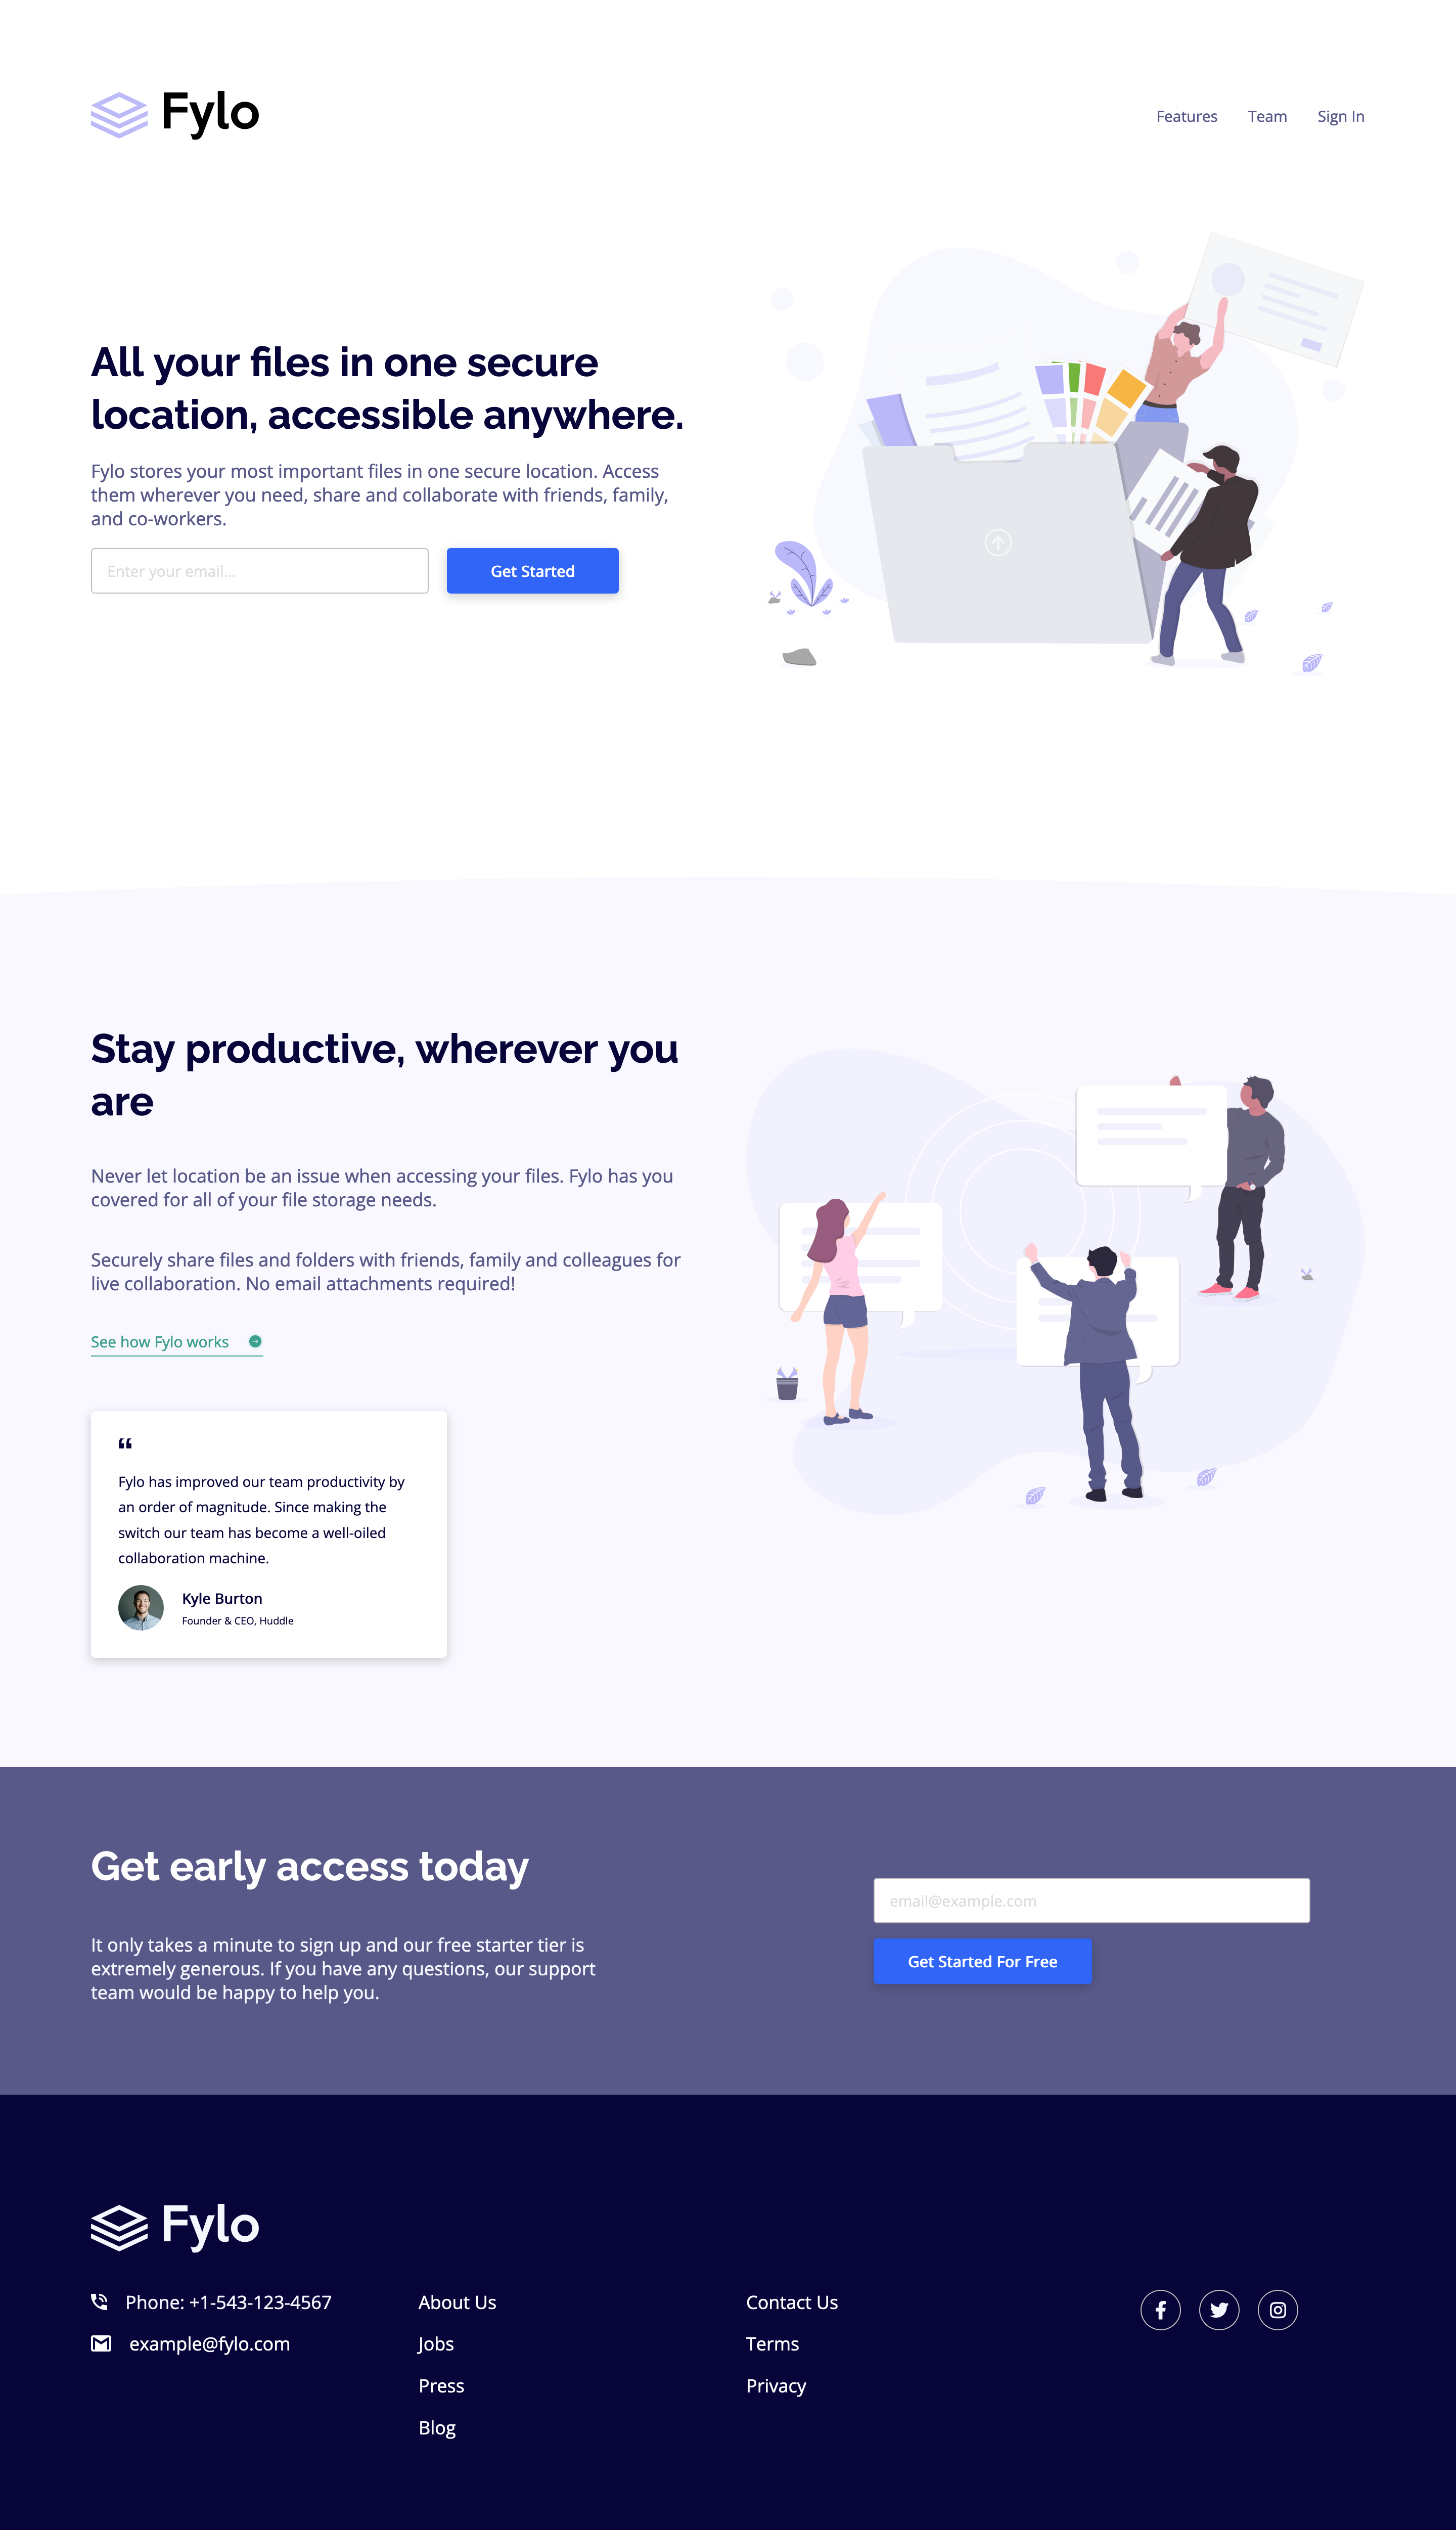 Fylo
Features
Team
Sign In
All your files in one secure
location, accessible anywhere.
Fylo stores your most important files in one secure location. Access
them wherever you need, share and collaborate with friends, family,
and co-workers.
Enter your email...
Get Started
Stay productive, wherever you
are
Never let location be an issue when accessing your files. Fylo has you
covered for all of your file storage needs.
Securely share files and folders with friends, family and colleagues for
live collaboration. No email attachments required!
See how Fylo works
“
Fylo has improved our team productivity by
an order of magnitude. Since making the
switch our team has become a well-oiled
collaboration machine.
Kyle Burton
Founder & CEO, Huddle
Get early access today
It only takes a minute to sign up and our free starter tier is
extremely generous. If you have any questions, our support
team would be happy to help you.
email@example.com
Get Started For Free
Fylo
Phone: +1-543-123-4567
example@fylo.com
About Us
Jobs
Press
Blog
Contact Us
Terms
Privacy